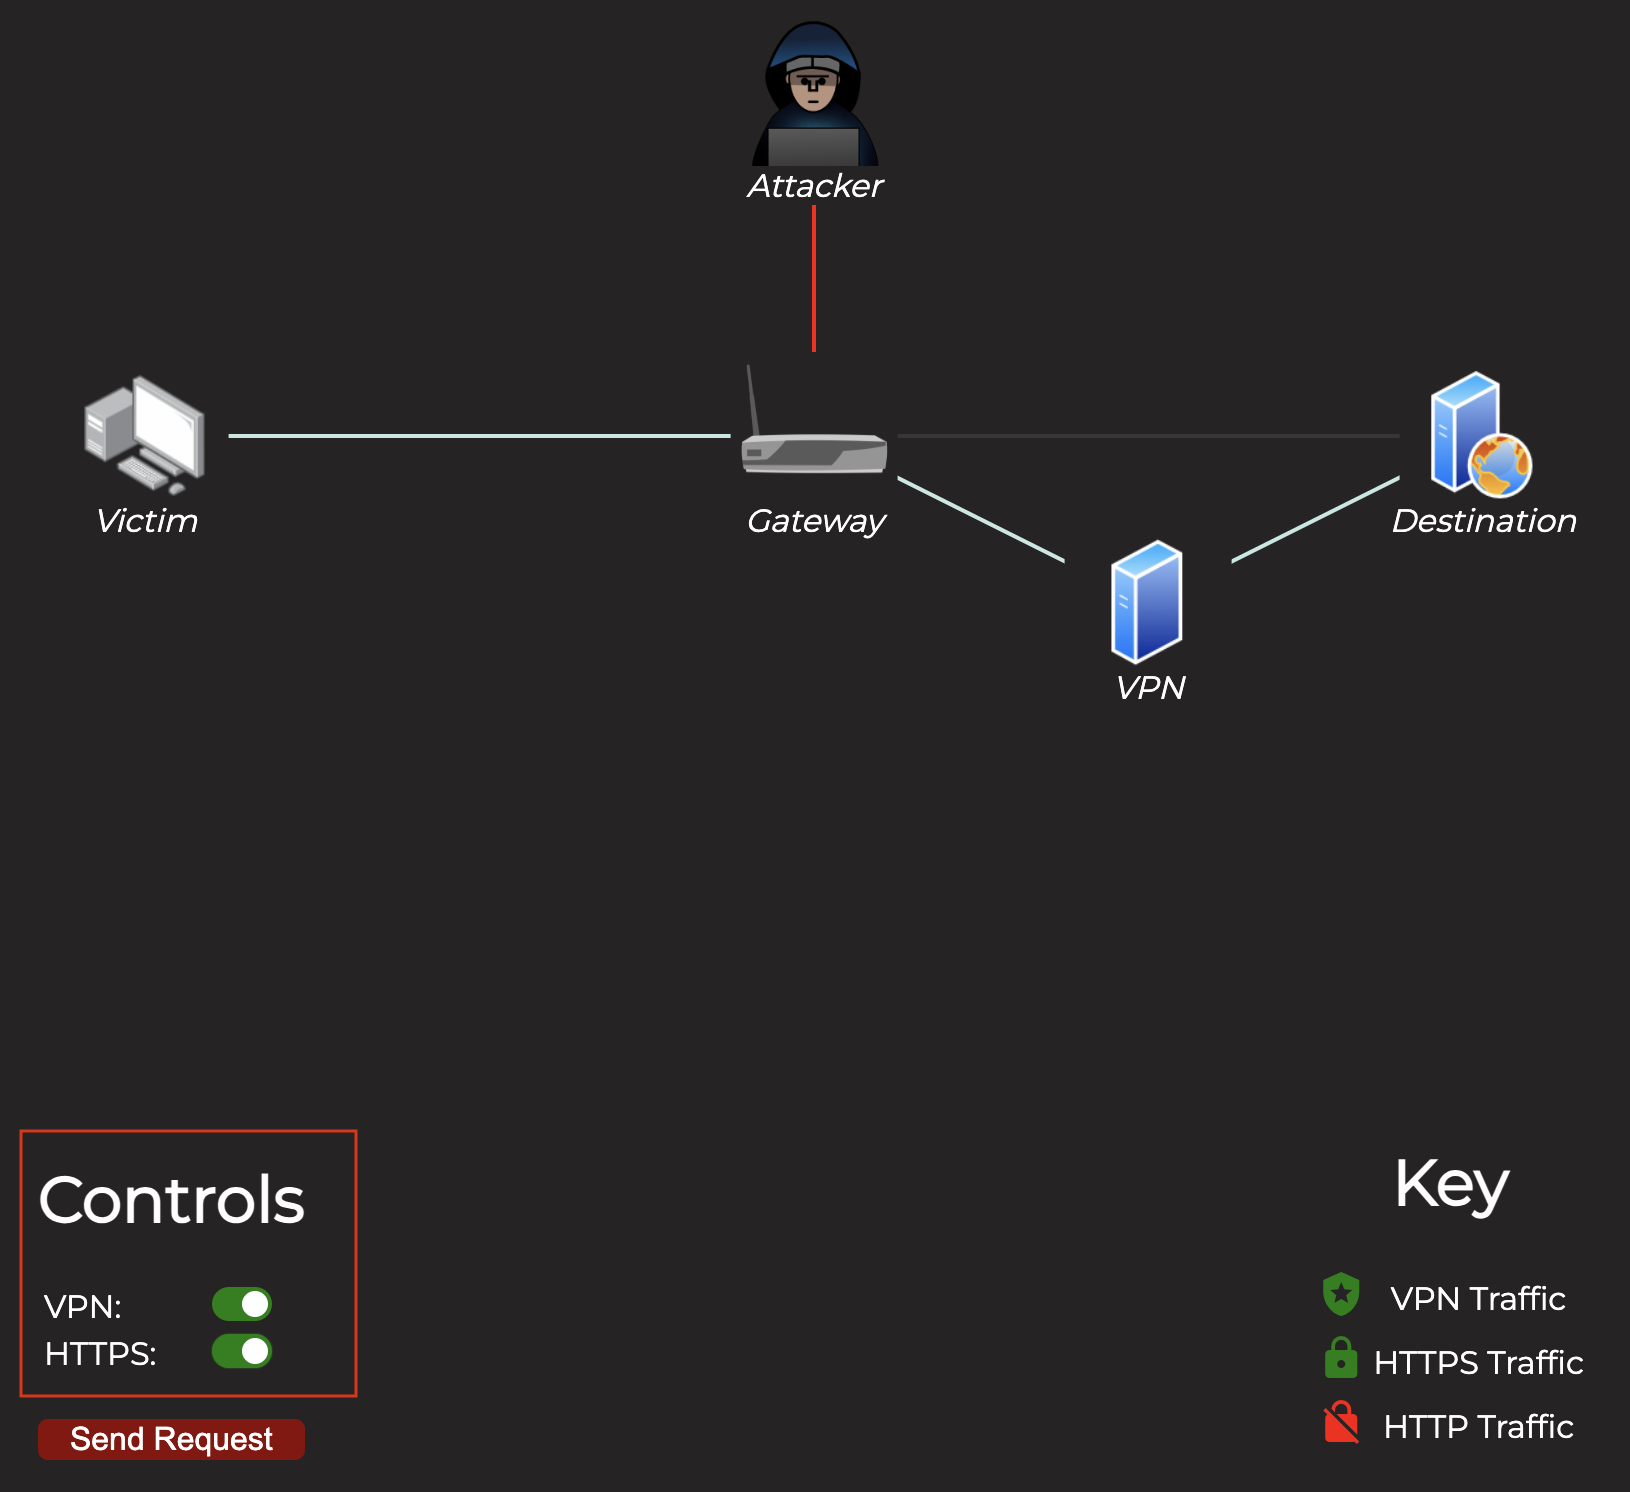 Attacker
Victim
Gateway
Destination
VPN
Controls
VPN:
HTTPS:
Send Request
Key
VPN Traffic
HTTPS Traffic
HTTP Traffic